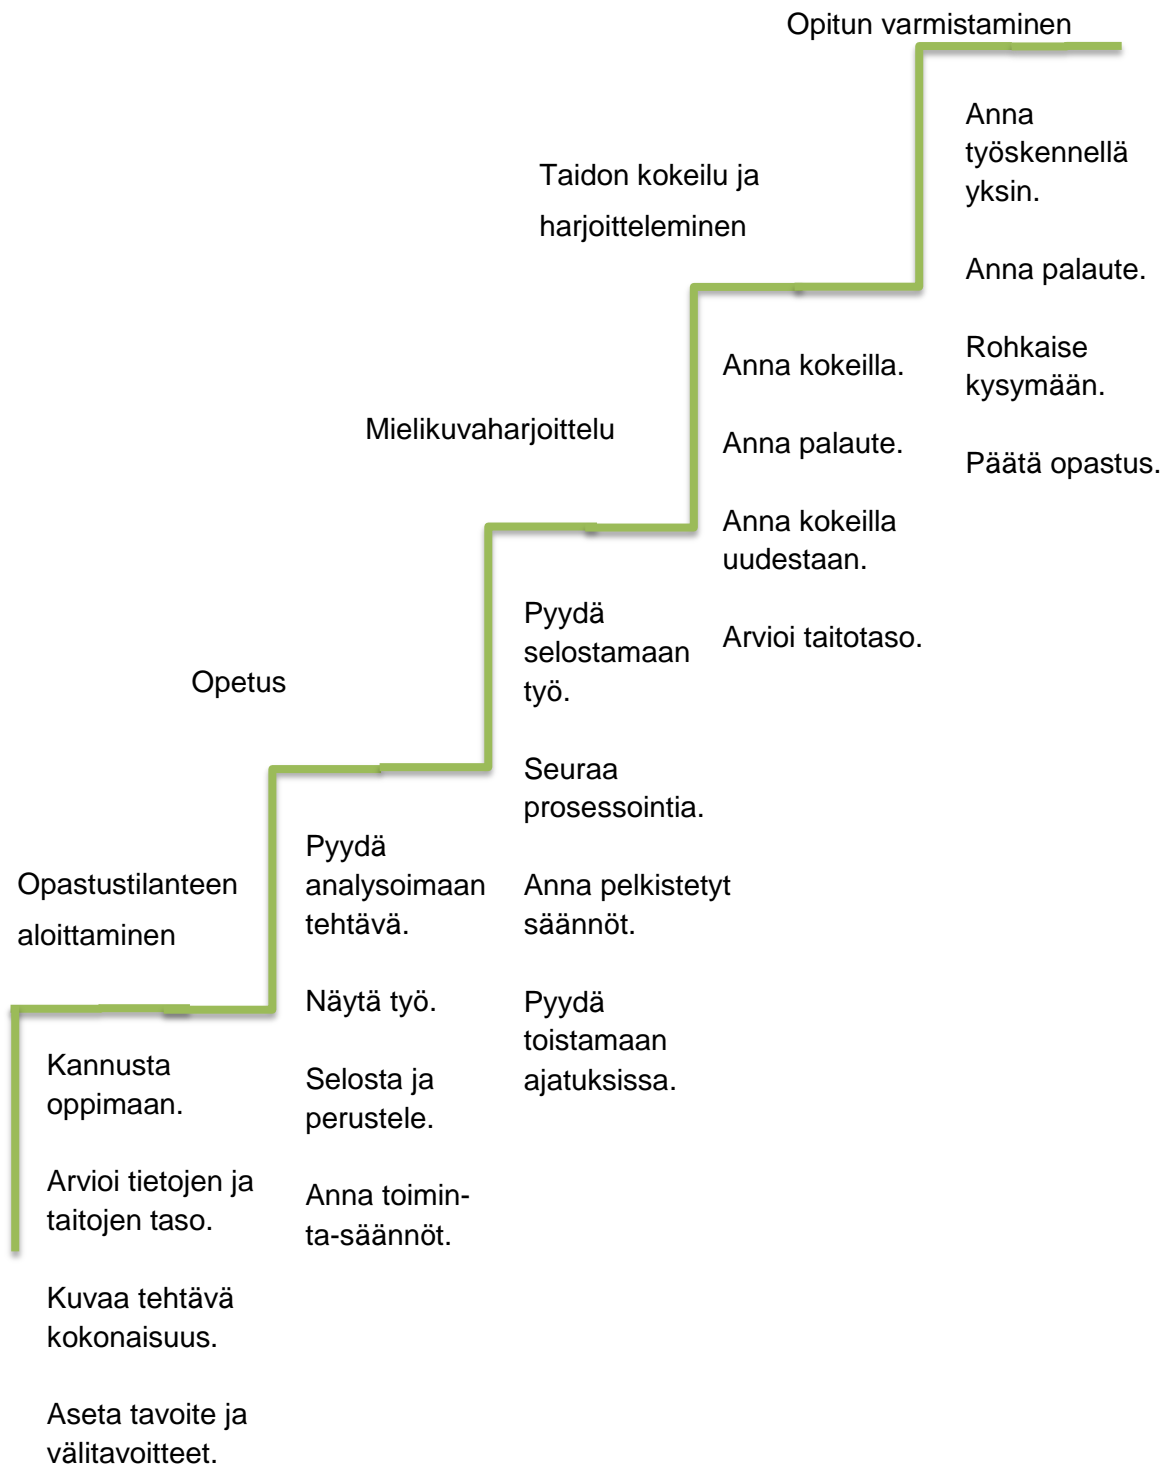 Opitun varmistaminen
Anna
työskennellä
yksin.
Anna palaute.
Rohkaise
kysymään.
Päätä opastus.
Taidon kokeilu ja
harjoitteleminen
Anna kokeilla.
Anna palaute.
Anna kokeilla
uudestaan.
Arvioi taitotaso.
Mielikuvaharjoittelu
Pyydä
selostamaan
työ.
Seuraa
prosessointia.
Anna pelkistetyt
säännöt.
Pyydä
toistamaan
ajatuksissa.
Opetus
Pyydä
analysoimaan
tehtävä.
Näytä työ.
Selosta ja
perustele.
Anna toimin-
ta-säännöt.
Opastustilanteen
aloittaminen
Kannusta
oppimaan.
Arvioi tietojen ja
taitojen taso.
Kuvaa tehtävä
kokonaisuus.
Aseta tavoite ja
välitavoitteet.